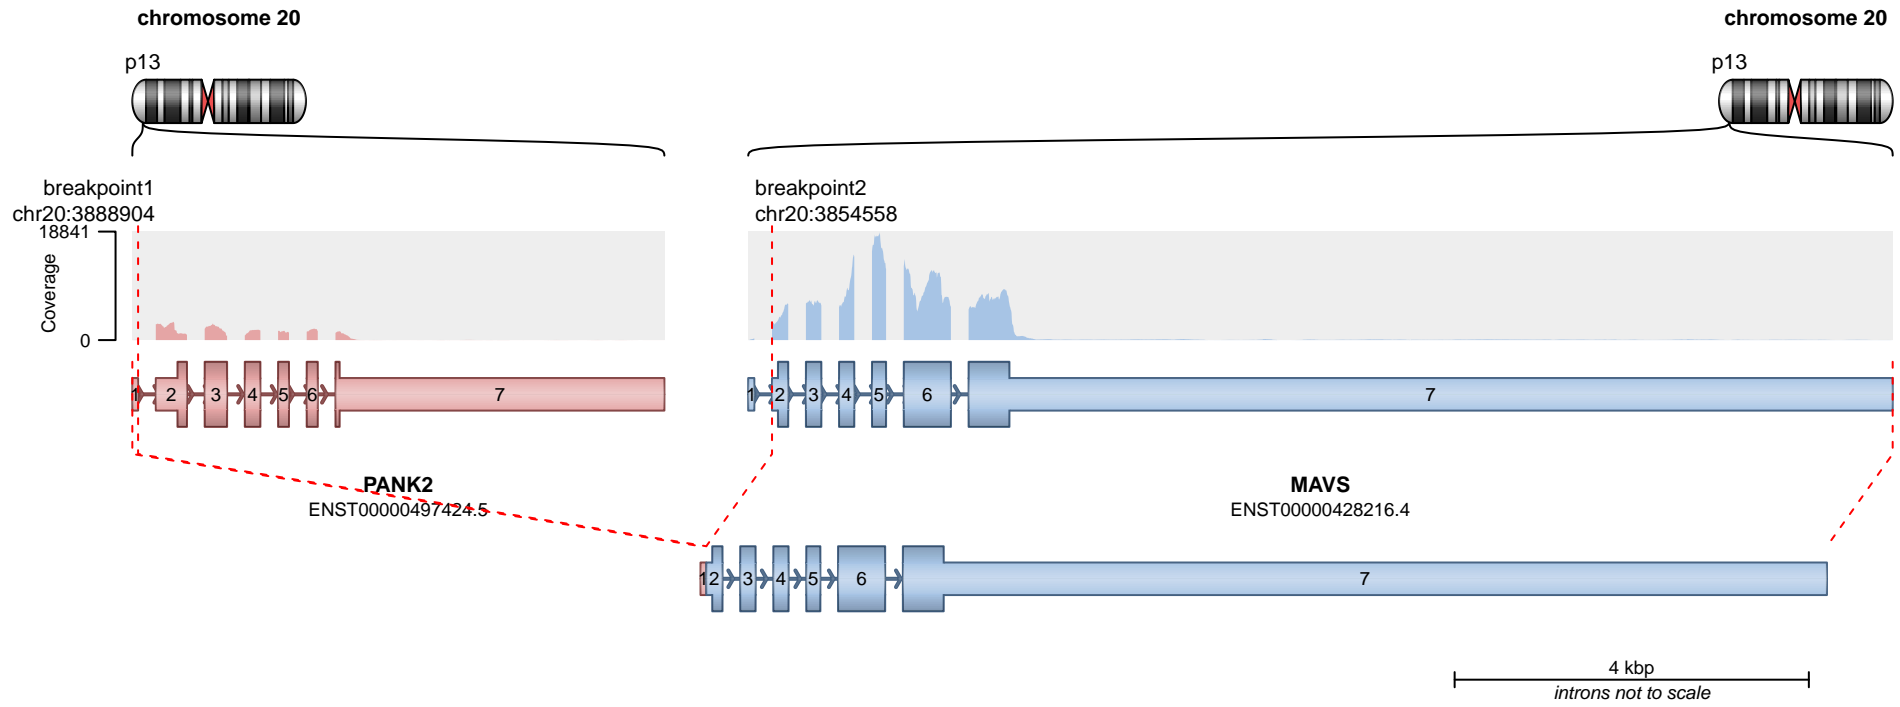 chromosome 20
chromosome 20
p13
p13
breakpoint1
chr20:3888904
breakpoint2
chr20:3854558
18841
Coverage
0
1 2 3 4 5 6 7
1 2 3 4 5 6 7
PANK2
ENST00000497424.5
MAVS
ENST00000428216.4
1 2 3 4 5 6 7
4 kbp
introns not to scale